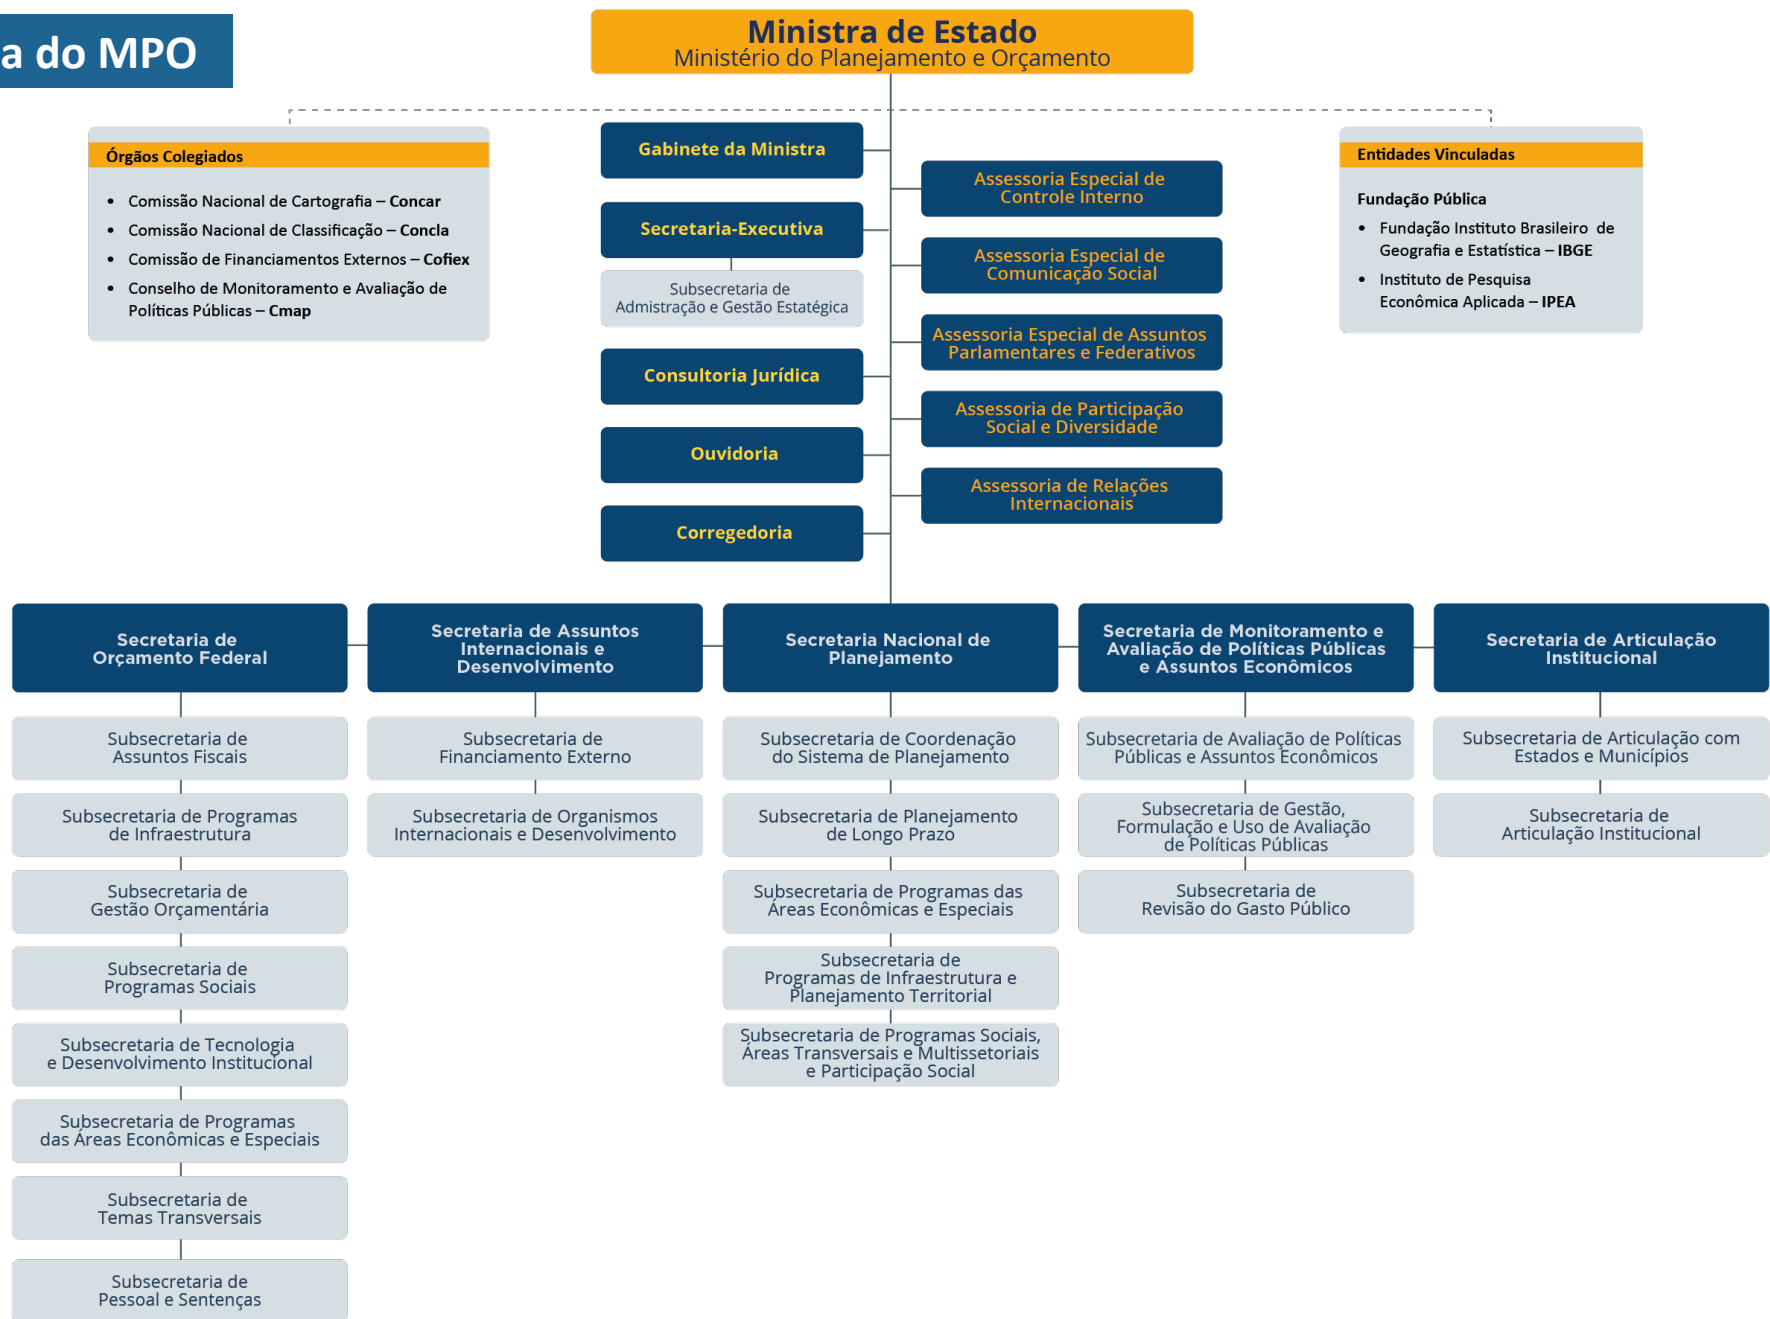 a do MPO
Ministra de Estado
Ministério do Planejamento e Orçamento
Órgãos Colegiados
• Comissão Nacional de Cartografia – Concar
• Comissão Nacional de Classificação – Concla
• Comissão de Financiamentos Externos – Cofiex
• Conselho de Monitoramento e Avaliação de
Políticas Públicas – Cmap
Gabinete da Ministra
Secretaria-Executiva
Subsecretaria de
Admistração e Gestão Estatégica
Consultoria Jurídica
Ouvidoria
Corregedoria
Assessoria Especial de
Controle Interno
Assessoria Especial de
Comunicação Social
Assessoria Especial de Assuntos
Parlamentares e Federativos
Assessoria de Participação
Social e Diversidade
Assessoria de Relações
Internacionais
Entidades Vinculadas
Fundação Pública
• Fundação Instituto Brasileiro de
Geografia e Estatística – IBGE
• Instituto de Pesquisa
Econômica Aplicada – IPEA
Secretaria de
Orçamento Federal
Subsecretaria de
Assuntos Fiscais
Subsecretaria de Programas
de Infraestrutura
Subsecretaria de
Gestão Orçamentária
Subsecretaria de
Programas Sociais
Subsecretaria de Tecnologia
e Desenvolvimento Institucional
Subsecretaria de Programas
das Áreas Econômicas e Especiais
Subsecretaria de
Temas Transversais
Subsecretaria de
Pessoal e Sentenças
Secretaria de Assuntos
Internacionais e
Desenvolvimento
Subsecretaria de
Financiamento Externo
Subsecretaria de Organismos
Internacionais e Desenvolvimento
Secretaria Nacional de
Planejamento
Subsecretaria de Coordenação
do Sistema de Planejamento
Subsecretaria de Planejamento
de Longo Prazo
Subsecretaria de Programas das
Áreas Econômicas e Especiais
Subsecretaria de
Programas de Infraestrutura e
Planejamento Territorial
Subsecretaria de Programas Sociais,
Áreas Transversais e Multissetoriais
e Participação Social
Secretaria de Monitoramento e
Avaliação de Políticas Públicas
e Assuntos Econômicos
Subsecretaria de Avaliação de Políticas
Públicas e Assuntos Econômicos
Subsecretaria de Gestão,
Formulação e Uso de Avaliação
de Políticas Públicas
Subsecretaria de
Revisão do Gasto Público
Secretaria de Articulação
Institucional
Subsecretaria de Articulação com
Estados e Municípios
Subsecretaria de
Articulação Institucional